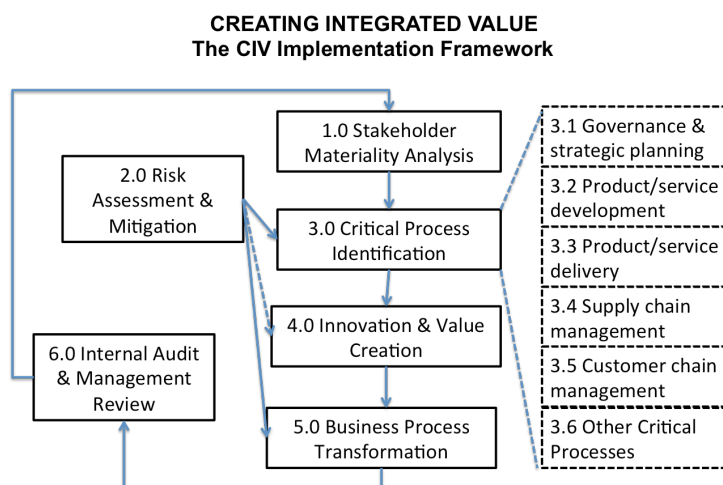 CREATING INTEGRATED VALUE
The CIV Implementation Framework
1.0 Stakeholder
Materiality Analysis
2.0 Risk
Assessment &
Mitigation
3.0 Critical Process
Identification
4.0 Innovation & Value
Creation
5.0 Business Process
Transformation
6.0 Internal Audit
& Management
Review
3.1 Governance &
strategic planning
3.2 Product/service
development
3.3 Product/service
delivery
3.4 Supply chain
management
3.5 Customer chain
management
3.6 Other Critical
Processes